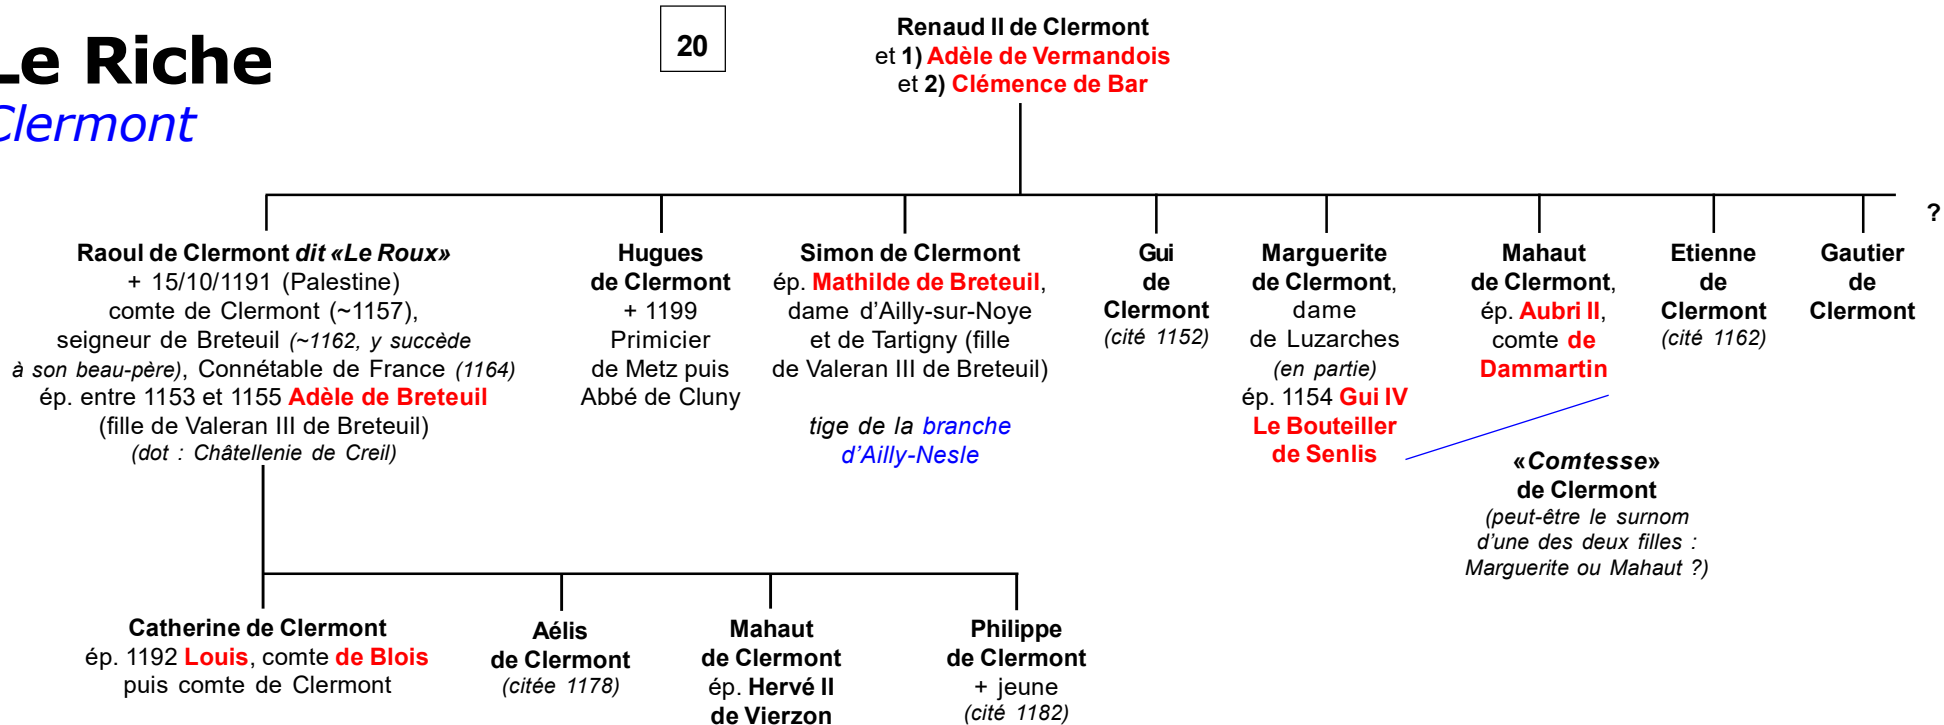 Le Riche
Clermont
20
Renaud II de Clermont
et 1) Adèle de Vermandois
et 2) Clémence de Bar
?
Raoul de Clermont dit «Le Roux»
+ 15/10/1191 (Palestine)
comte de Clermont (~1157),
seigneur de Breteuil (~1162, y succède
à son beau-père), Connétable de France (1164)
ép. entre 1153 et 1155 Adèle de Breteuil
(fille de Valeran III de Breteuil)
(dot : Châtellenie de Creil)
Hugues
de Clermont
+ 1199
Primicier
de Metz puis
Abbé de Cluny
Simon de Clermont
ép. Mathilde de Breteuil,
dame d'Ailly-sur-Noye
et de Tartigny (fille
de Valeran III de Breteuil)
tige de la branche
d'Ailly-Nesle
Gui
de
Clermont
(cité 1152)
Marguerite
de Clermont,
dame
de Luzarches
(en partie)
ép. 1154 Gui IV
Le Bouteiller
de Senlis
Mahaut
de Clermont,
ép. Aubri II,
comte de
Dammartin
Etienne
de
Clermont
(cité 1162)
Gautier
de
Clermont
«Comtesse»
de Clermont
(peut-être le surnom
d'une des deux filles :
Marguerite ou Mahaut ?)
Catherine de Clermont
ép. 1192 Louis, comte de Blois
puis comte de Clermont
Aélis
de Clermont
(citée 1178)
Mahaut
de Clermont
ép. Hervé II
de Vierzon
Philippe
de Clermont
+ jeune
(cité 1182)